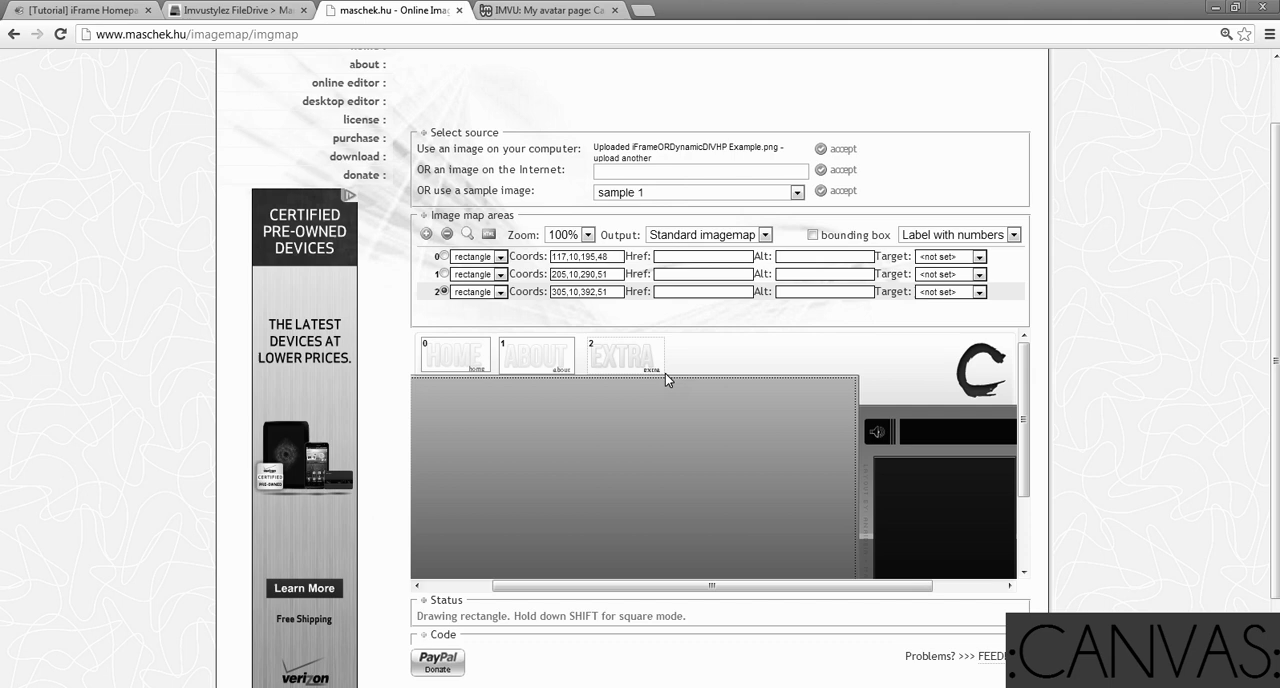 [Tutorial] iFrame Homepa
Imvustylez FileDrive > Ma
maschek.hu - Online Imag
IMVU: My avatar page: Ca
www.maschek.hu/imagemap/imgmap
about :
online editor :
desktop editor :
license :
purchase :
download :
donate :
CERTIFIED
PRE-OWNED
DEVICES
THE LATEST
DEVICES AT
LOWER PRICES.
CERTIFIED
PRE-OWNED
Learn More
Free Shipping
verizon
Select source
Use an image on your computer: Uploaded iFrameORDynamicDIVHP Example.png - upload another accept
OR an image on the Internet: accept
OR use a sample image: sample 1 accept
Image map areas
Zoom: 100% Output: Standard imagemap bounding box Label with numbers
0 rectangle Coords: 117,10,195,48 Href: Alt: Target: <not set>
1 rectangle Coords: 205,10,290,51 Href: Alt: Target: <not set>
2 rectangle Coords: 305,10,392,51 Href: Alt: Target: <not set>
0 HOME home 1 ABOUT about 2 EXTRA extra
C
Status
Drawing rectangle. Hold down SHIFT for square mode.
Code
PayPal
Donate
Problems? >>> FEED
:CANVAS: